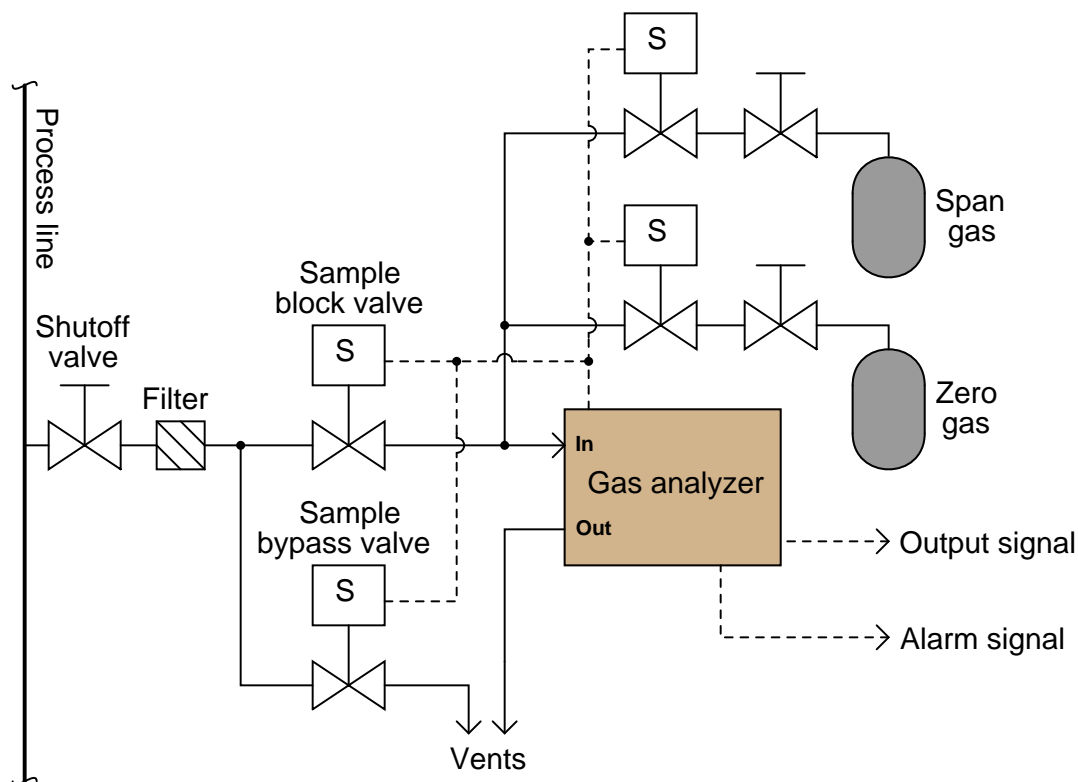 S
Process line
S
Span
gas
Sample
block valve
S
Shutoff
valve
Filter
Zero
gas
In
Gas analyzer
Out
Sample
bypass valve
S
Output signal
Alarm signal
Vents